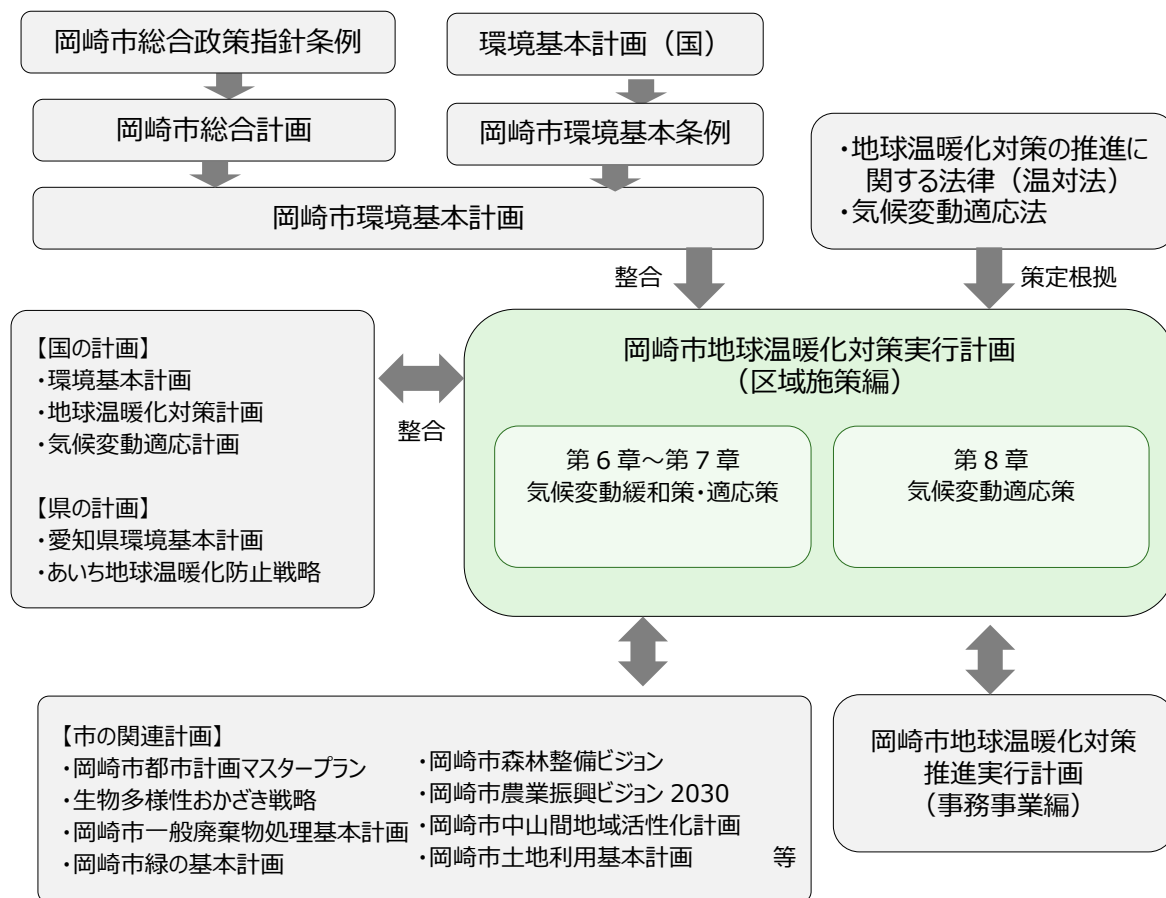 岡崎市総合政策指針条例
環境基本計画（国）
岡崎市総合計画
岡崎市環境基本条例
・地球温暖化対策の推進に
関する法律（温対法）
・気候変動適応法
岡崎市環境基本計画
整合
策定根拠
【国の計画】
・環境基本計画
・地球温暖化対策計画
・気候変動適応計画
【県の計画】
・愛知県環境基本計画
・あいち地球温暖化防止戦略
整合
岡崎市地球温暖化対策実行計画
（区域施策編）
第６章～第７章
気候変動緩和策・適応策
第８章
気候変動適応策
【市の関連計画】
・岡崎市都市計画マスタープラン
・生物多様性おかざき戦略
・岡崎市一般廃棄物処理基本計画
・岡崎市緑の基本計画
・岡崎市森林整備ビジョン
・岡崎市農業振興ビジョン 2030
・岡崎市中山間地域活性化計画
・岡崎市土地利用基本計画　等
岡崎市地球温暖化対策
推進実行計画
（事務事業編）